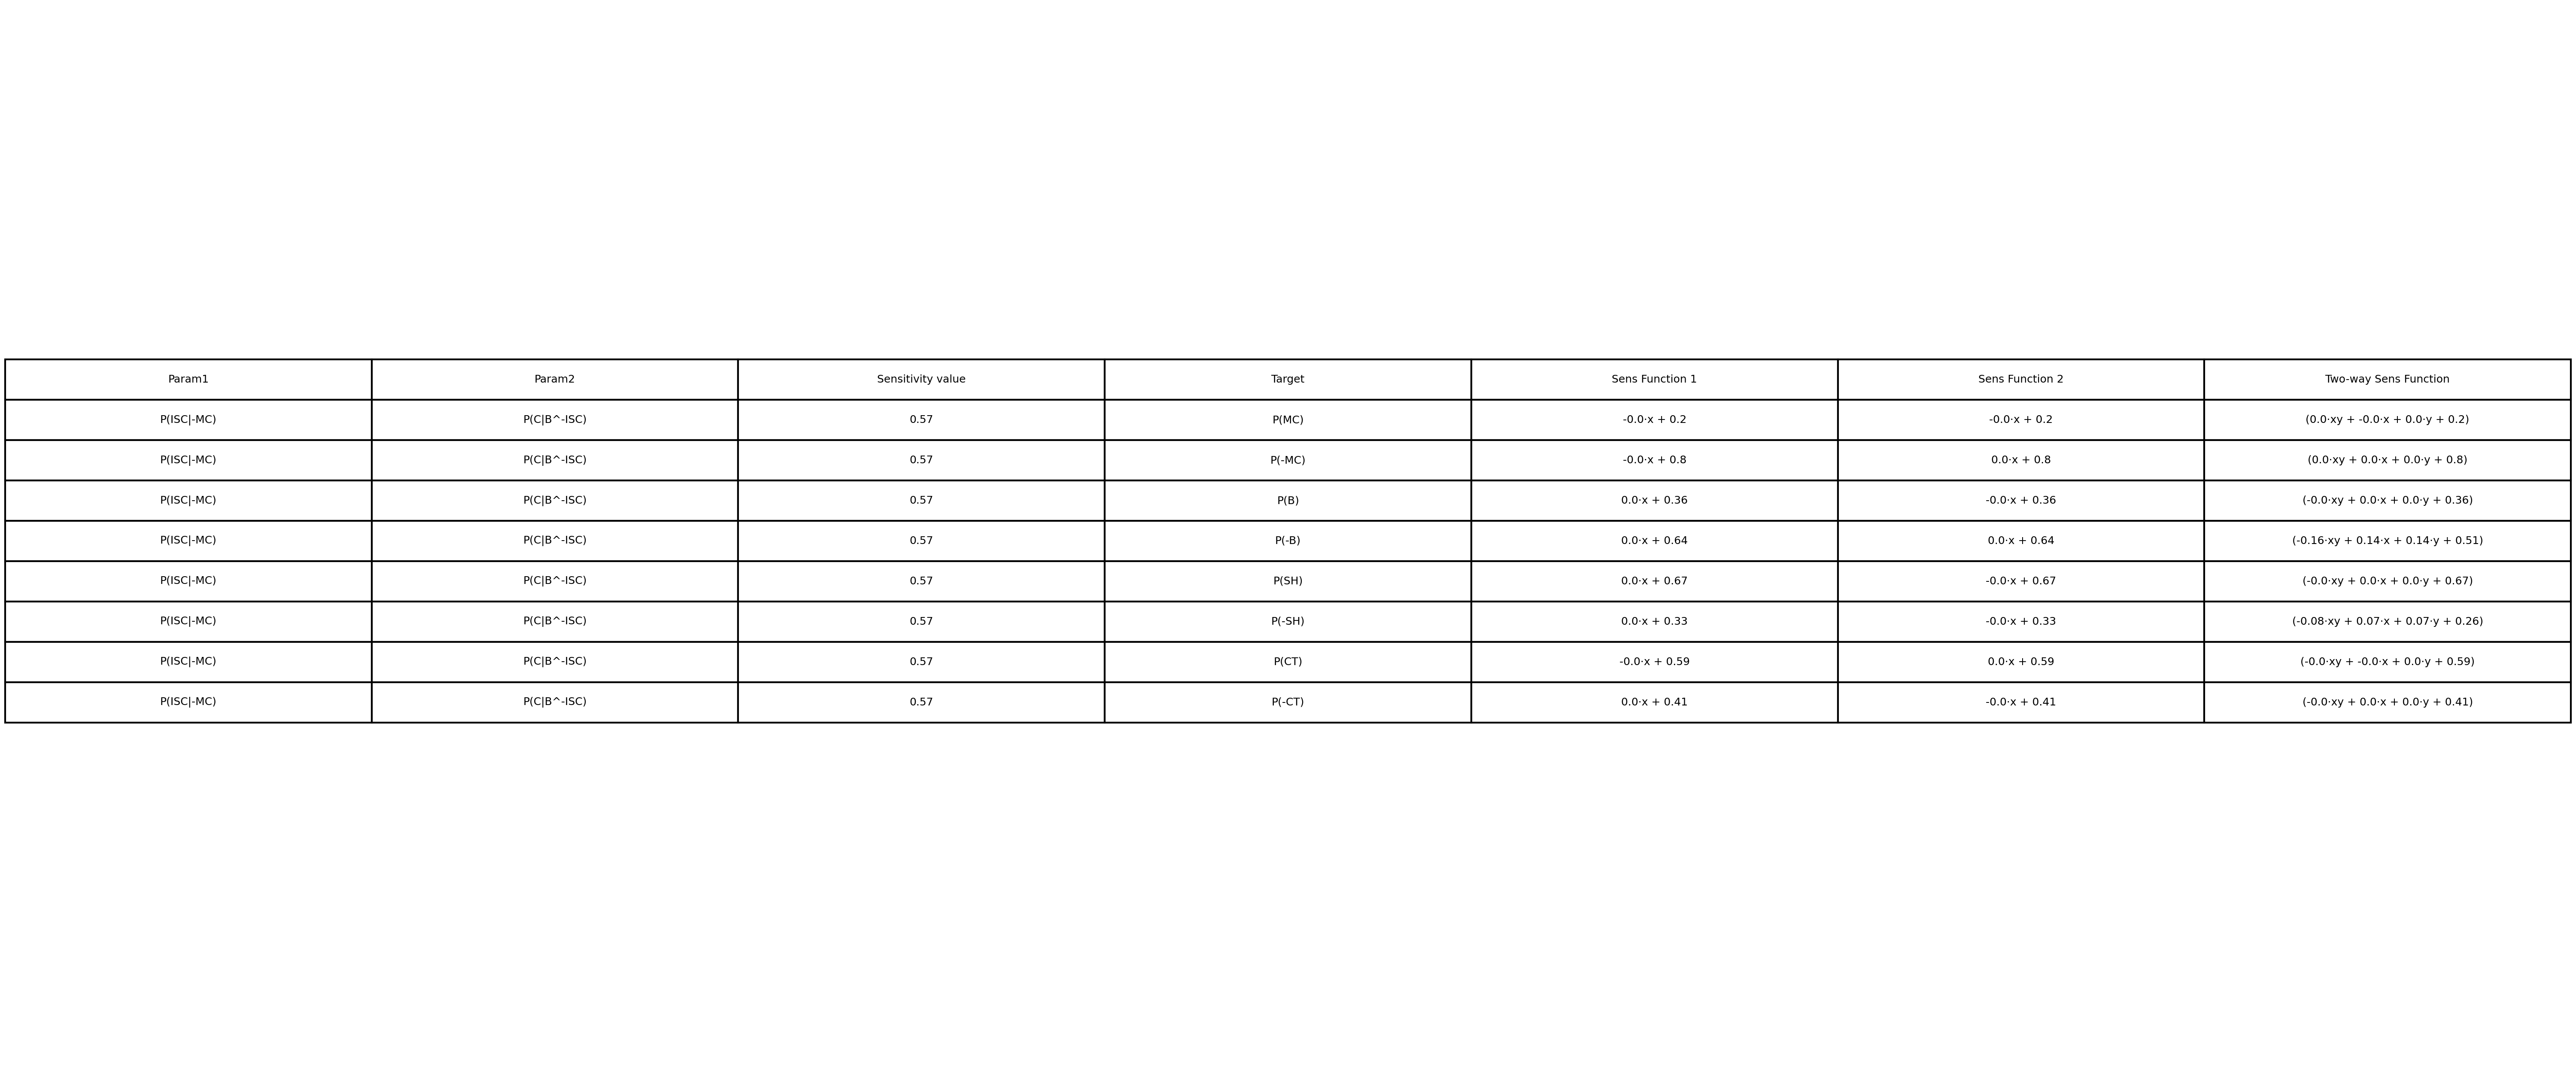 Param1 Param2 Sensitivity value Target Sens Function 1 Sens Function 2 Two-way Sens Function
P(ISC|-MC) P(C|B^-ISC) 0.57 P(MC) -0.0·x + 0.2 -0.0·x + 0.2 (0.0·xy + -0.0·x + 0.0·y + 0.2)
P(ISC|-MC) P(C|B^-ISC) 0.57 P(-MC) -0.0·x + 0.8 0.0·x + 0.8 (0.0·xy + 0.0·x + 0.0·y + 0.8)
P(ISC|-MC) P(C|B^-ISC) 0.57 P(B) 0.0·x + 0.36 -0.0·x + 0.36 (-0.0·xy + 0.0·x + 0.0·y + 0.36)
P(ISC|-MC) P(C|B^-ISC) 0.57 P(-B) 0.0·x + 0.64 0.0·x + 0.64 (-0.16·xy + 0.14·x + 0.14·y + 0.51)
P(ISC|-MC) P(C|B^-ISC) 0.57 P(SH) 0.0·x + 0.67 -0.0·x + 0.67 (-0.0·xy + 0.0·x + 0.0·y + 0.67)
P(ISC|-MC) P(C|B^-ISC) 0.57 P(-SH) 0.0·x + 0.33 -0.0·x + 0.33 (-0.08·xy + 0.07·x + 0.07·y + 0.26)
P(ISC|-MC) P(C|B^-ISC) 0.57 P(CT) -0.0·x + 0.59 0.0·x + 0.59 (-0.0·xy + -0.0·x + 0.0·y + 0.59)
P(ISC|-MC) P(C|B^-ISC) 0.57 P(-CT) 0.0·x + 0.41 -0.0·x + 0.41 (-0.0·xy + 0.0·x + 0.0·y + 0.41)